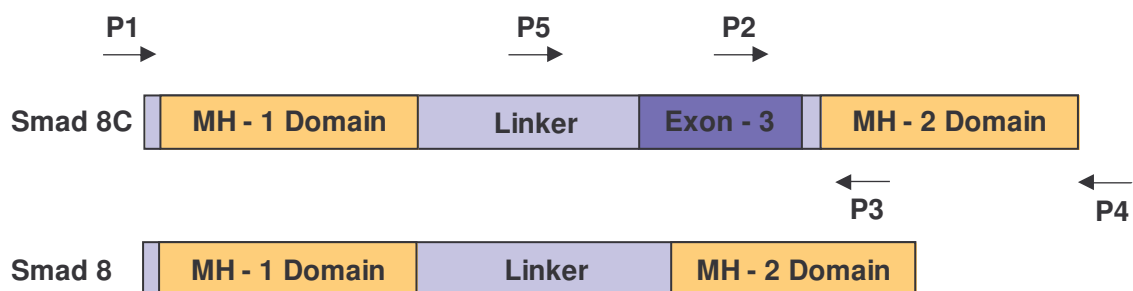 P1 P5 P2
Smad 8C MH - 1 Domain Linker Exon - 3 MH - 2 Domain
P3 P4
Smad 8 MH - 1 Domain Linker MH - 2 Domain